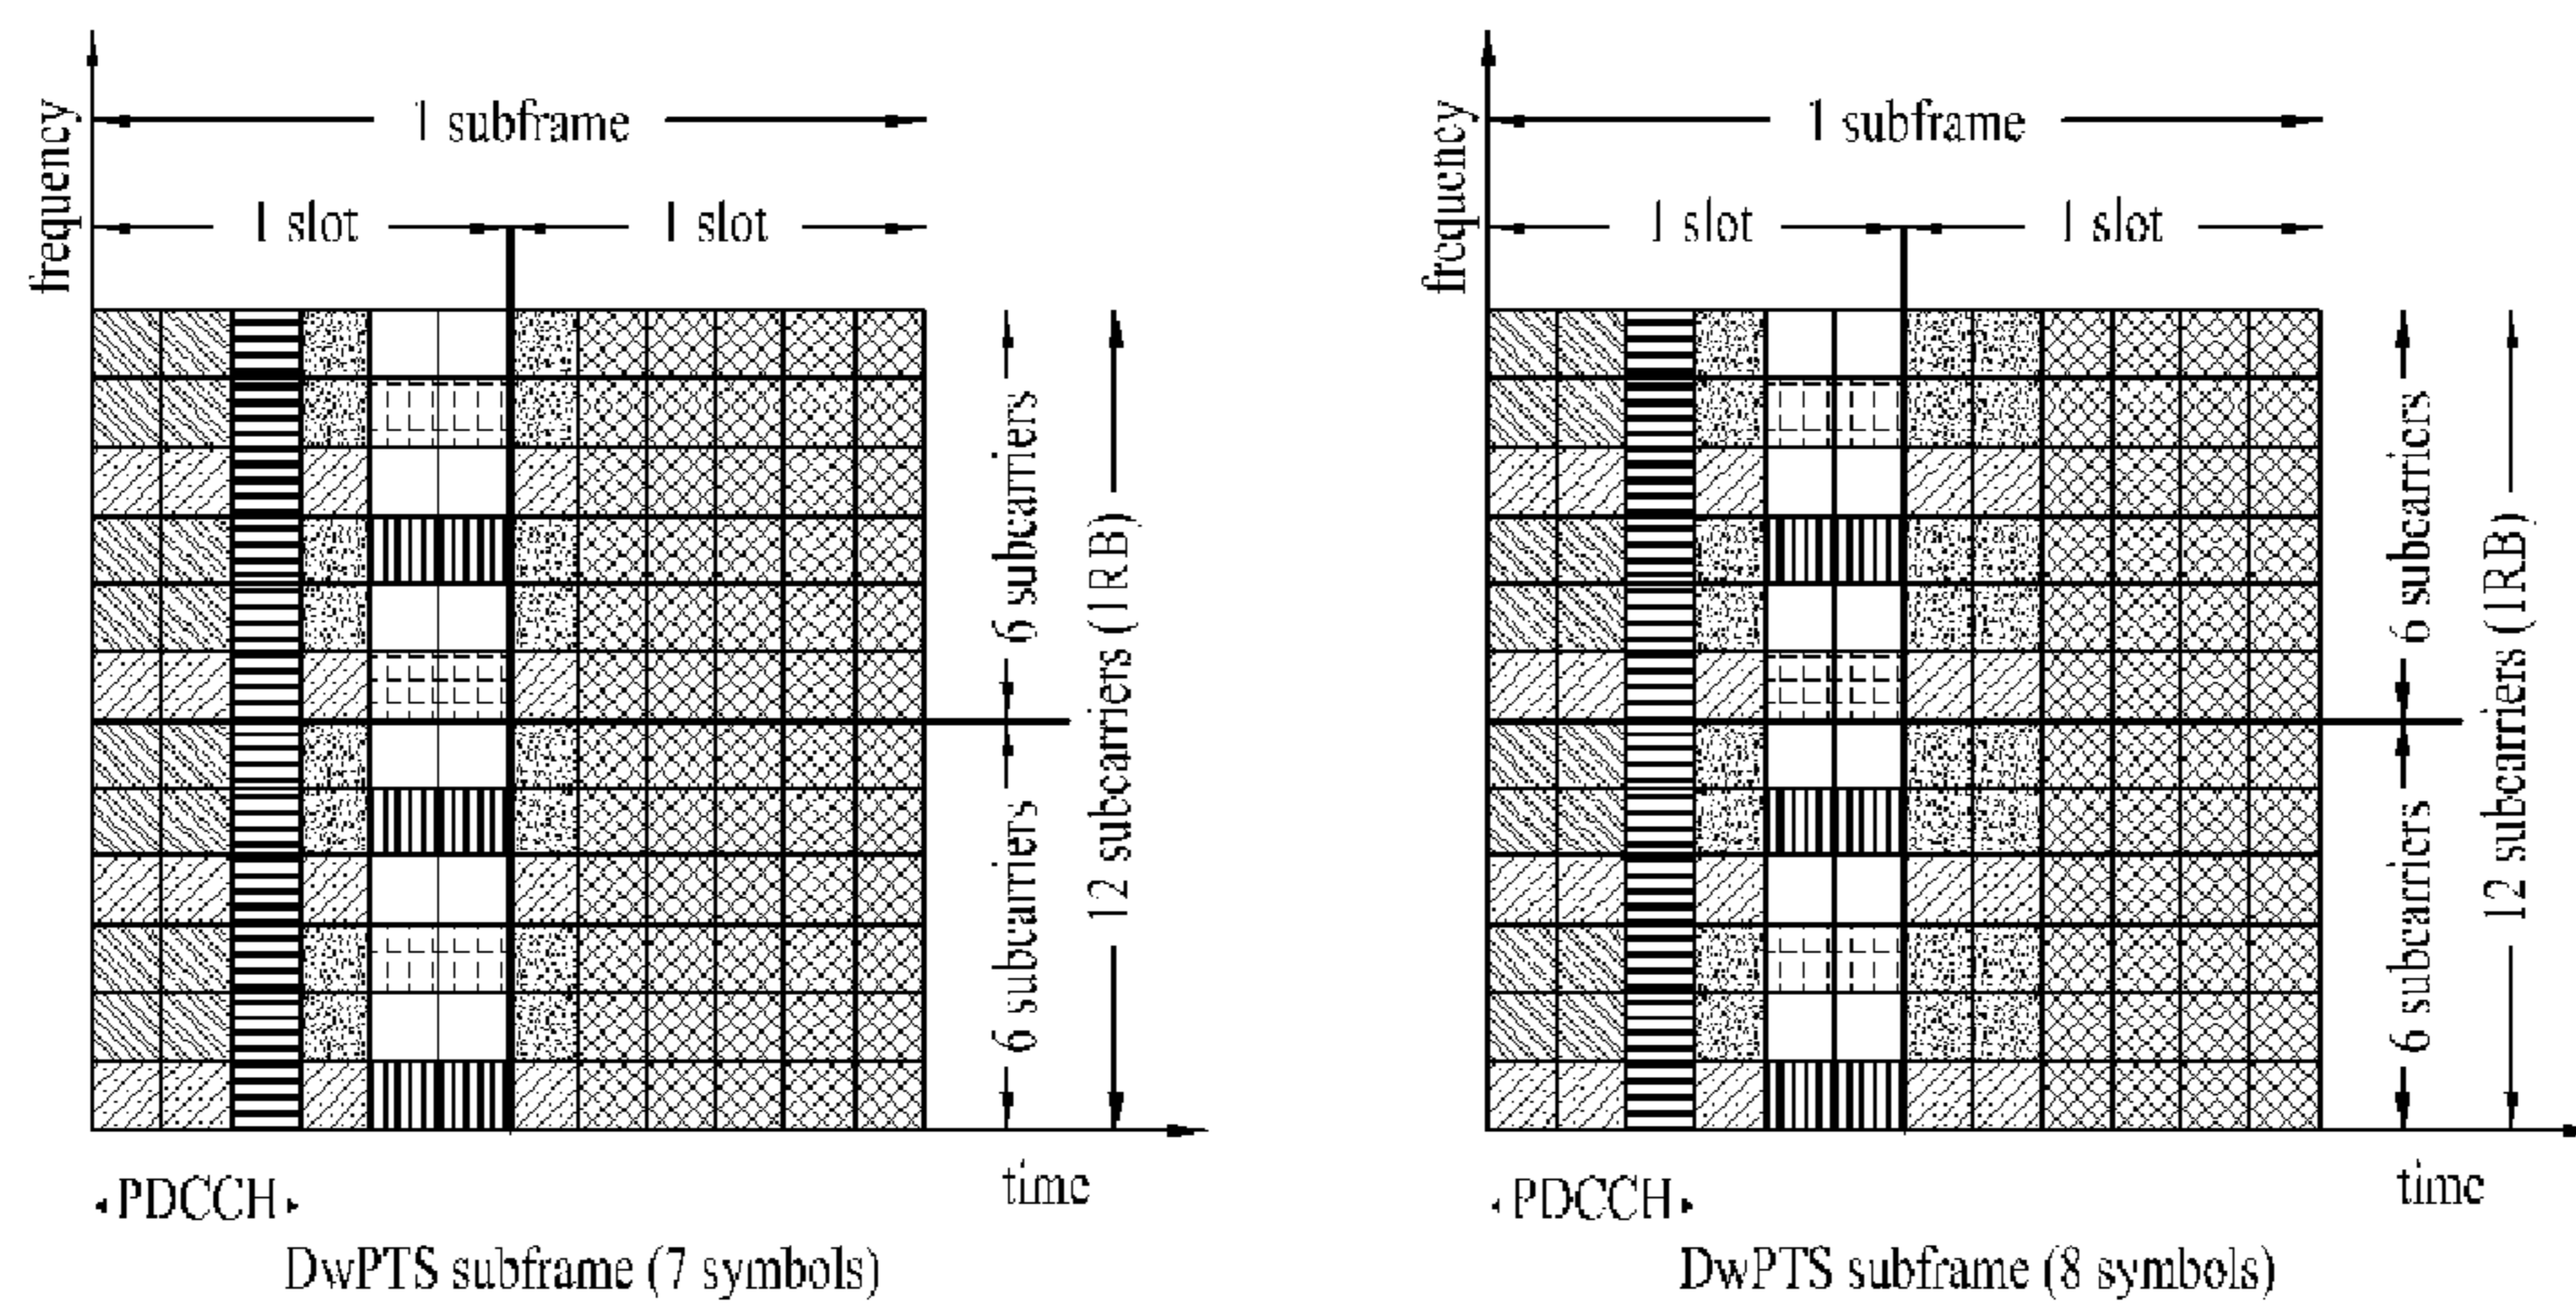 frequency
1 subframe
1 slot
1 slot
6 subcarriers
6 subcarriers
12 subcarriers (1RB)
PDCCH
time
DwPTS subframe (7 symbols)
frequency
1 subframe
1 slot
1 slot
6 subcarriers
6 subcarriers
12 subcarriers (1RB)
PDCCH
time
DwPTS subframe (8 symbols)